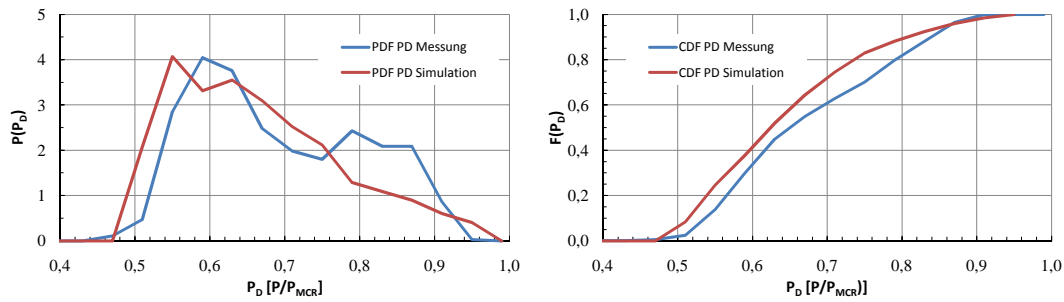 5
4
3
2
1
0
P(P_D)
PDF PD Messung
PDF PD Simulation
0,4 0,5 0,6 0,7 0,8 0,9 1,0
P_D [P/P_MCR]
1,0
0,8
0,6
0,4
0,2
0,0
F(P_D)
CDF PD Messung
CDF PD Simulation
0,4 0,5 0,6 0,7 0,8 0,9 1,0
P_D [P/P_MCR)]